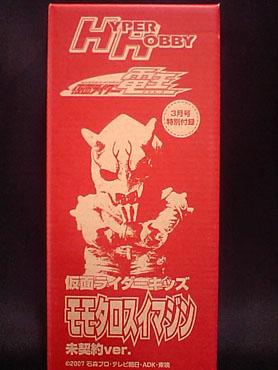 HYPER
HOBBY
仮面ライダー電王
3月号
特別付録
仮面ライダーキッズ
モモタロスイマジン
未契約ver.
©2007 石森プロ・テレビ朝日・ADK・東映